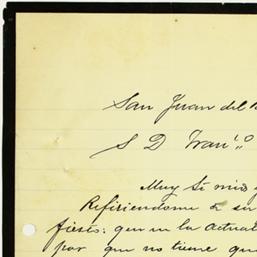 San Juan del
S D Fran.co
Muy Sr mio
Refiriendome a su
fiesto: que en la actual
por que no tiene que